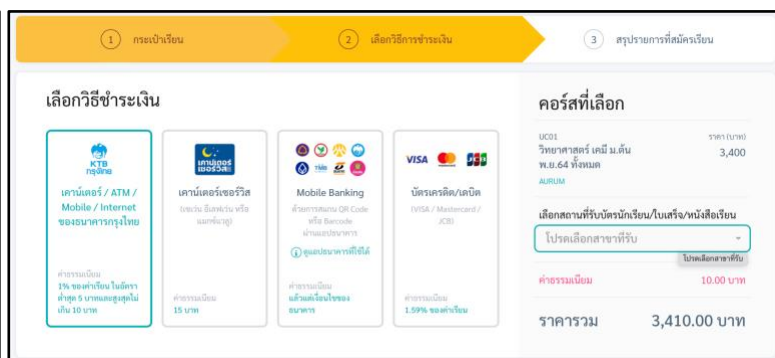 1 กระเป๋าเรียน
2 เลือกวิธีการชำระเงิน
3 สรุปรายการที่สมัครเรียน
เลือกวิธีชำระเงิน
KTB
กรุงไทย
เคาน์เตอร์ / ATM /
Mobile / Internet
ของธนาคารกรุงไทย
ค่าธรรมเนียม
1% ของค่าเรียน ในอัตรา
ต่ำสุด 5 บาทและสูงสุดไม่
เกิน 10 บาท
เคาน์เตอร์
เซอร์วิส
เคาน์เตอร์เซอร์วิส
(เซเว่น อีเลฟเว่น หรือ
แมกซ์แวลู)
ค่าธรรมเนียม
15 บาท
Mobile Banking
ด้วยการสแกน QR Code
หรือ Barcode
ผ่านแอปธนาคาร
ดูแอปธนาคารที่ใช้ได้
ค่าธรรมเนียม
แล้วแต่เงื่อนไขของ
ธนาคาร
VISA JCB
บัตรเครดิต/เดบิต
(VISA / Mastercard /
JCB)
ค่าธรรมเนียม
1.59% ของค่าเรียน
คอร์สที่เลือก
UC01 ราคา (บาท)
วิทยาศาสตร์ เคมี ม.ต้น 3,400
พ.ย.64 ทั้งหมด
AURUM
เลือกสถานที่รับบัตรนักเรียน/ใบเสร็จ/หนังสือเรียน
โปรดเลือกสาขาที่รับ
โปรดเลือกสาขาที่รับ
ค่าธรรมเนียม 10.00 บาท
ราคารวม 3,410.00 บาท